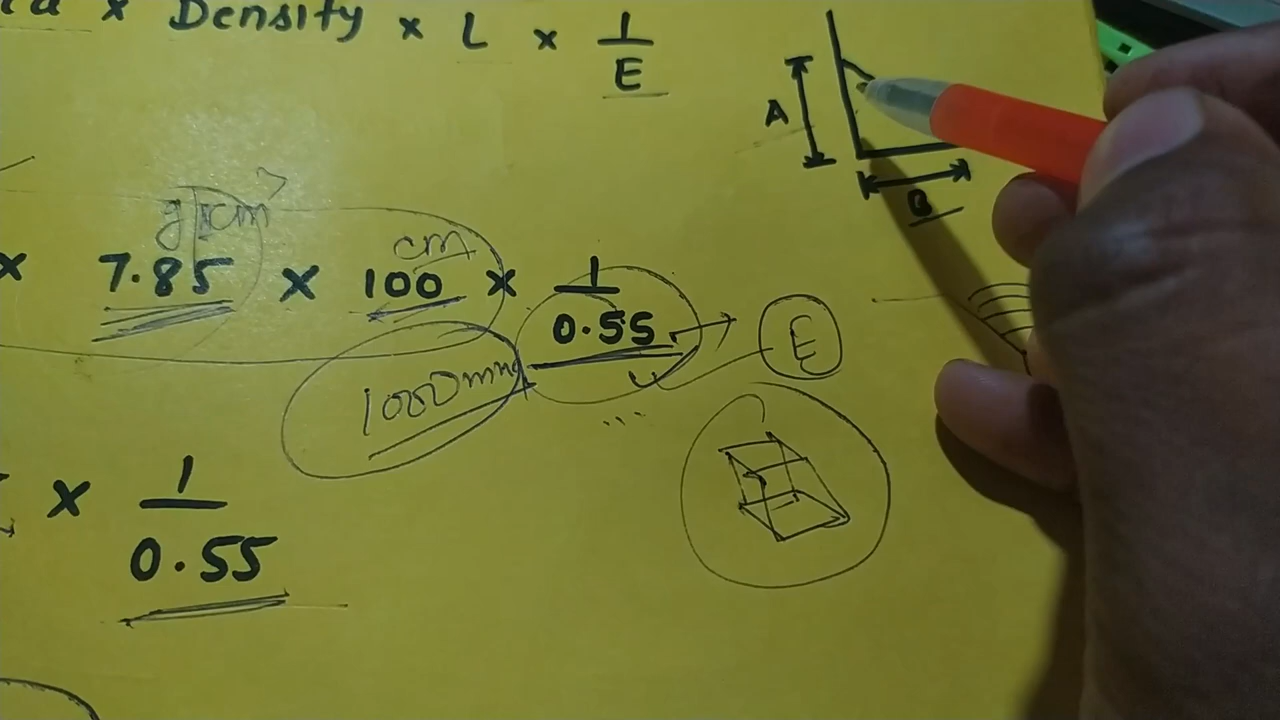 x Density x L x 1/E
A
B
g/cm³
cm
x 7.85 x 100 x 1/0.55
E
1000mm
x 1/0.55